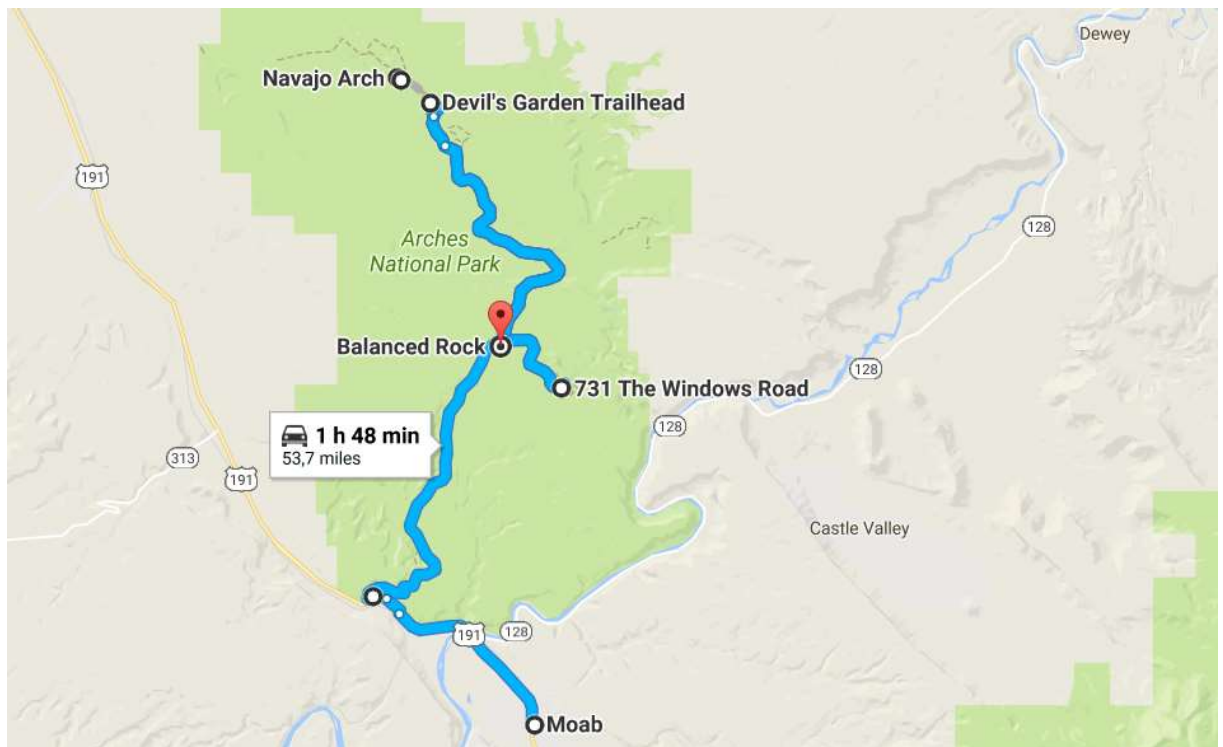 Dewey
Navajo Arch
Devil's Garden Trailhead
191
128
Arches
National Park
Balanced Rock
731 The Windows Road
128
128
1 h 48 min
53,7 miles
313
191
Castle Valley
191
128
Moab